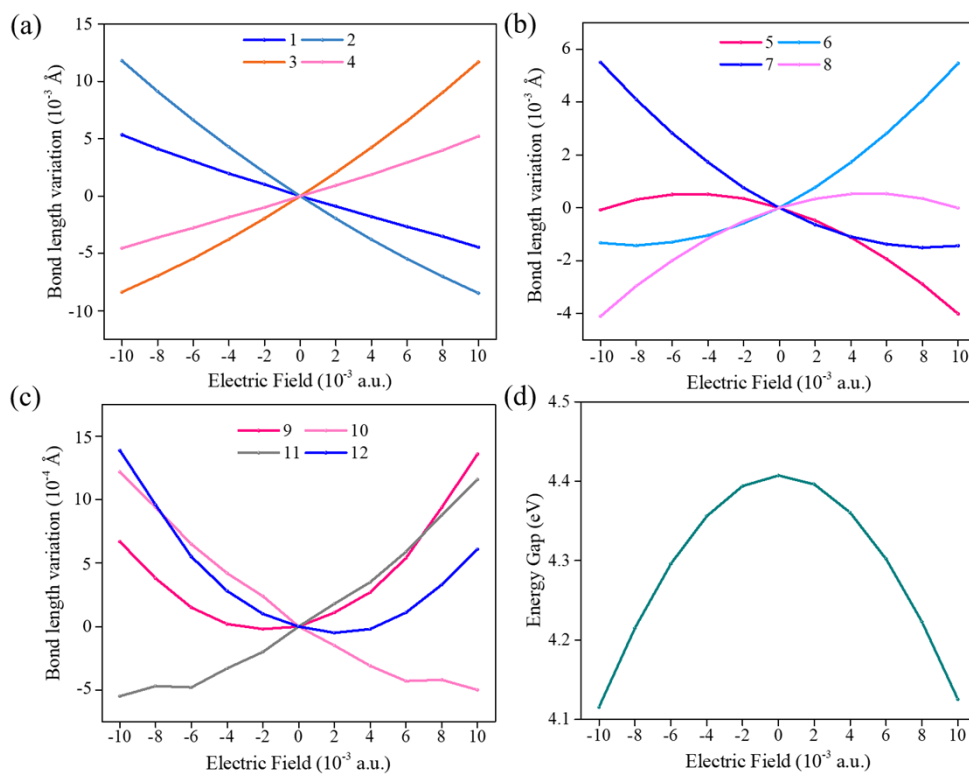 (a)
15
10
5
0
-5
-10
Bond length variation (10⁻³ Å)
1 2
3 4
-10 -8 -6 -4 -2 0 2 4 6 8 10
Electric Field (10⁻³ a.u.)
(b)
6
4
2
0
-2
-4
Bond length variation (10⁻³ Å)
5 6
7 8
-10 -8 -6 -4 -2 0 2 4 6 8 10
Electric Field (10⁻³ a.u.)
(c)
15
10
5
0
-5
Bond length variation (10⁻⁴ Å)
9 10
11 12
-10 -8 -6 -4 -2 0 2 4 6 8 10
Electric Field (10⁻³ a.u.)
(d)
4.5
4.4
4.3
4.2
4.1
Energy Gap (eV)
-10 -8 -6 -4 -2 0 2 4 6 8 10
Electric Field (10⁻³ a.u.)